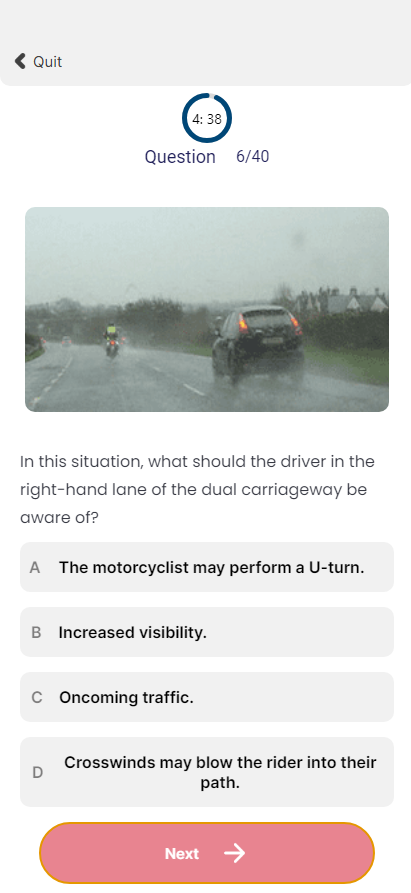 Quit
4: 38
Question 6/40
In this situation, what should the driver in the
right-hand lane of the dual carriageway be
aware of?
A The motorcyclist may perform a U-turn.
B Increased visibility.
C Oncoming traffic.
D Crosswinds may blow the rider into their
path.
Next